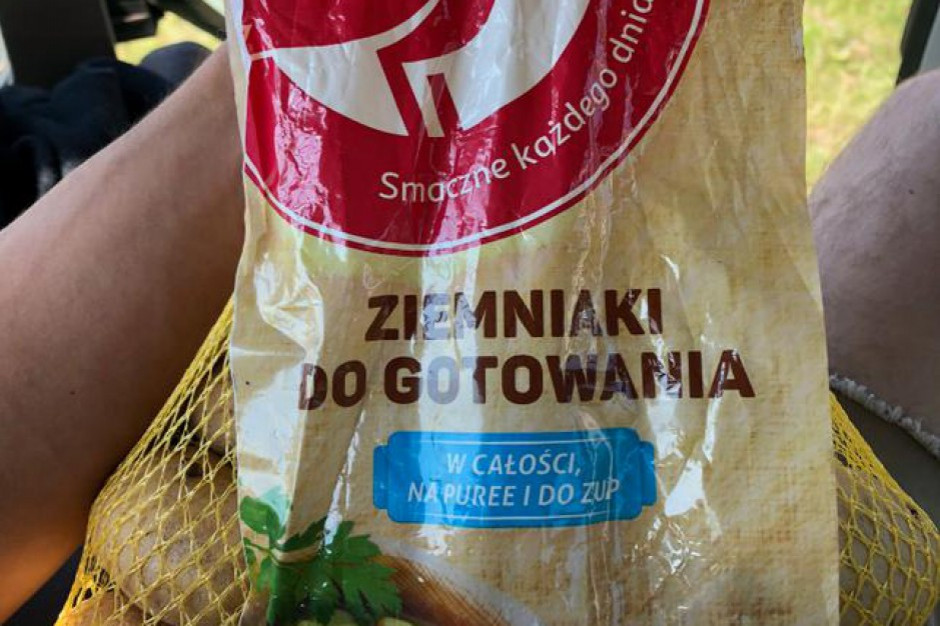 Smaczne każdego dnia
ZIEMNIAKI
DO GOTOWANIA
W CAŁOŚCI,
NA PUREE I DO ZUP